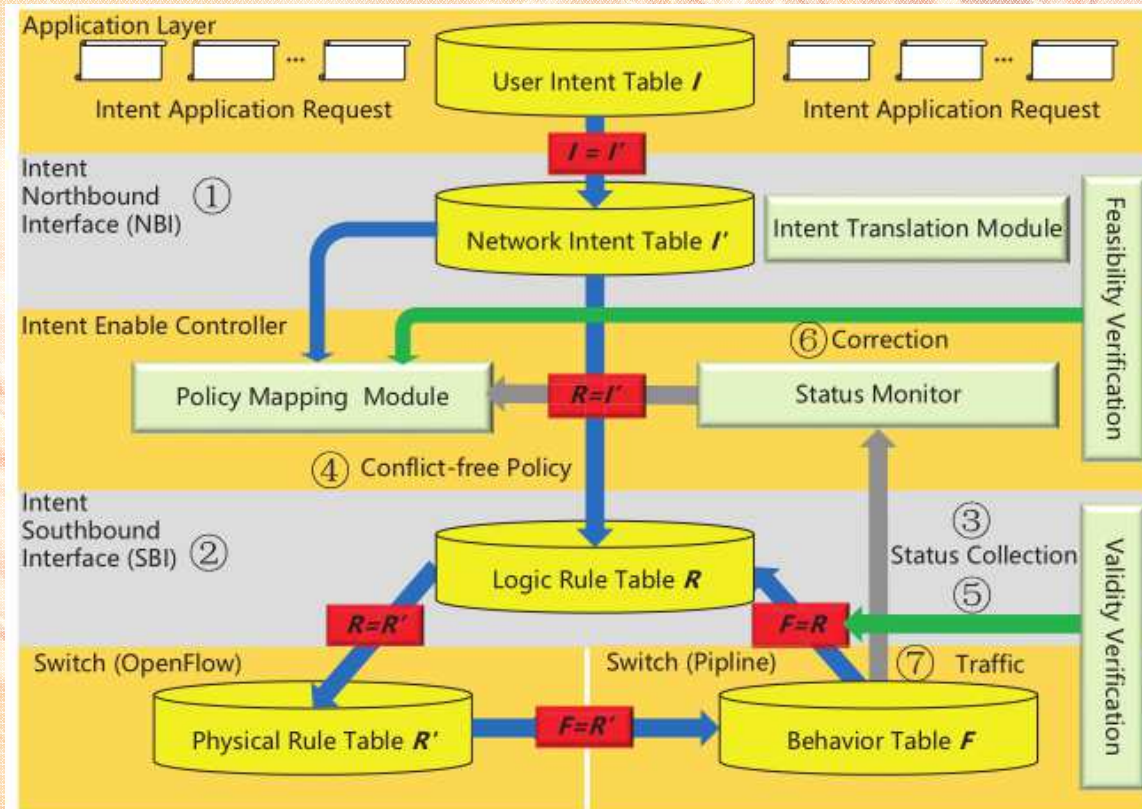 Application Layer
...
...
Intent Application Request
User Intent Table I
Intent Application Request
I = I'
Intent
Northbound
Interface (NBI)
①
Network Intent Table I'
Intent Translation Module
Feasibility Verification
Intent Enable Controller
⑥ Correction
Policy Mapping Module
R=I'
Status Monitor
④ Conflict-free Policy
Intent
Southbound
Interface (SBI)
②
Logic Rule Table R
③
Status Collection
⑤
Validity Verification
R=R'
F=R
Switch (OpenFlow)
Switch (Pipline)
⑦ Traffic
Physical Rule Table R'
F=R'
Behavior Table F